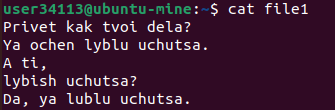 user34113@ubuntu-mine:~$ cat file1
Privet kak tvoi dela?
Ya ochen lyblu uchutsa.
A ti,
lybish uchutsa?
Da, ya lublu uchutsa.